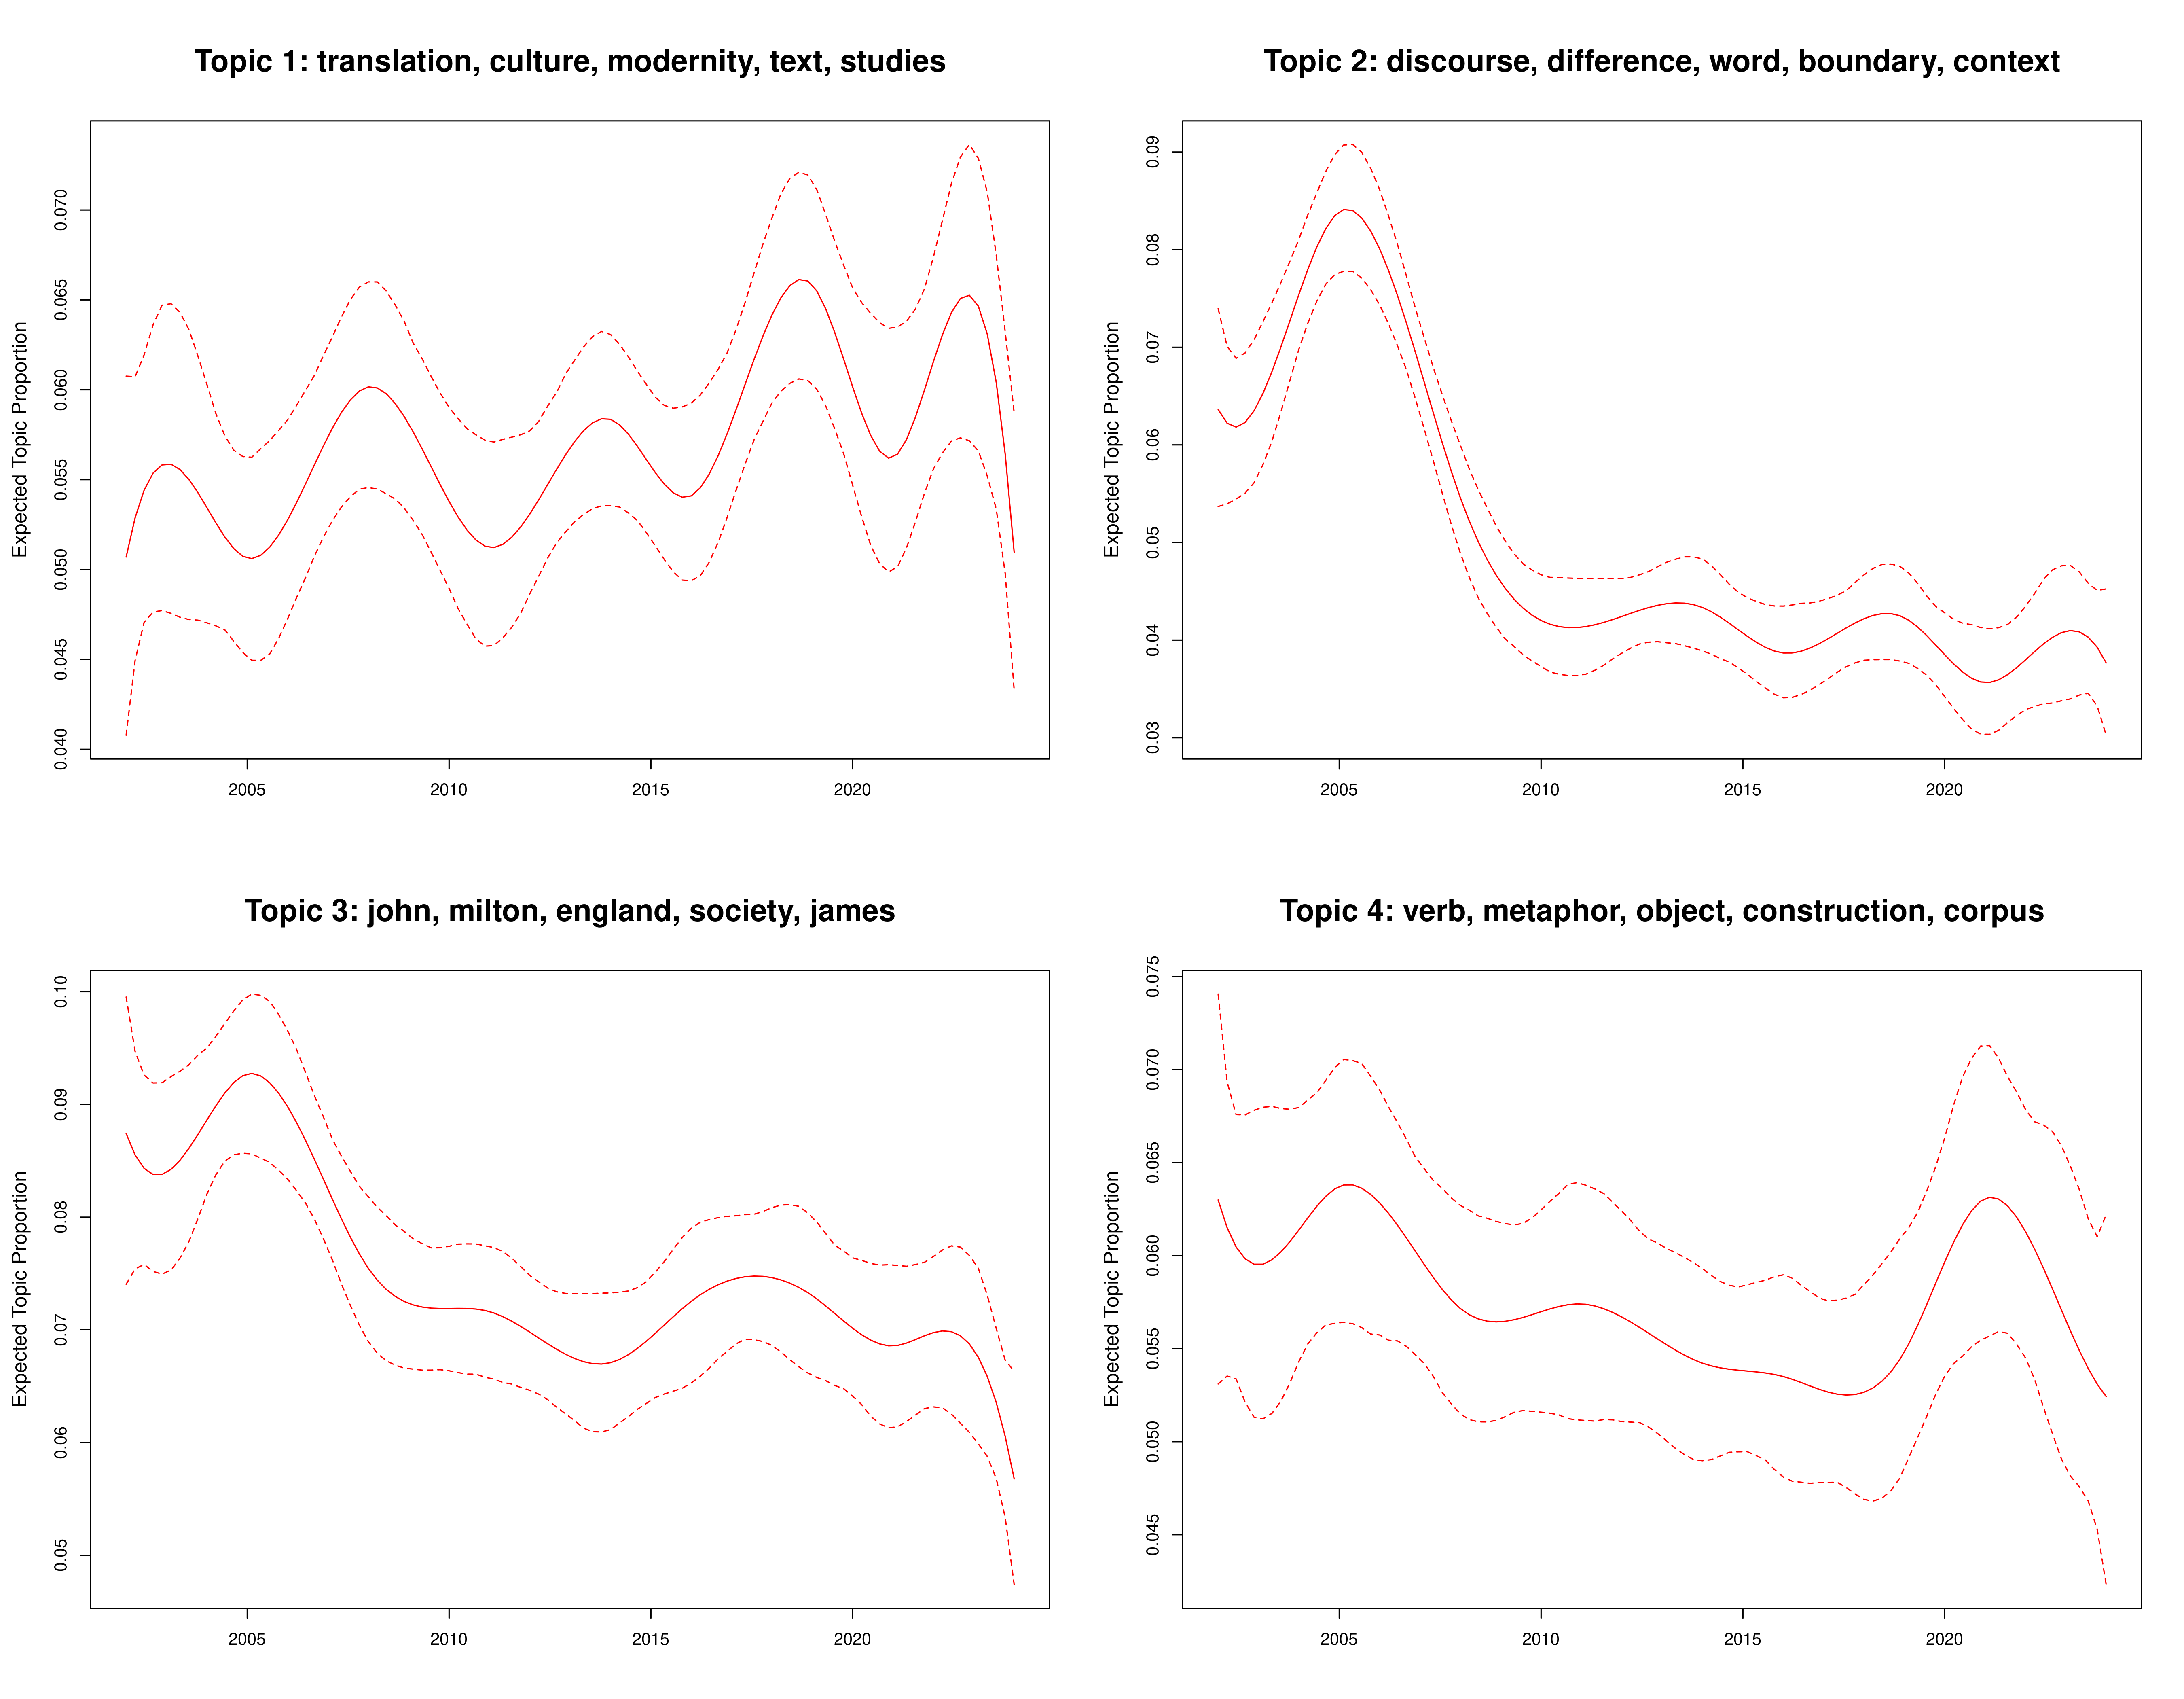 Topic 1: translation, culture, modernity, text, studies
Expected Topic Proportion
0.070
0.065
0.060
0.055
0.050
0.045
0.040
2005 2010 2015 2020
Topic 2: discourse, difference, word, boundary, context
Expected Topic Proportion
0.09
0.08
0.07
0.06
0.05
0.04
0.03
2005 2010 2015 2020
Topic 3: john, milton, england, society, james
Expected Topic Proportion
0.10
0.09
0.08
0.07
0.06
0.05
2005 2010 2015 2020
Topic 4: verb, metaphor, object, construction, corpus
Expected Topic Proportion
0.075
0.070
0.065
0.060
0.055
0.050
0.045
2005 2010 2015 2020